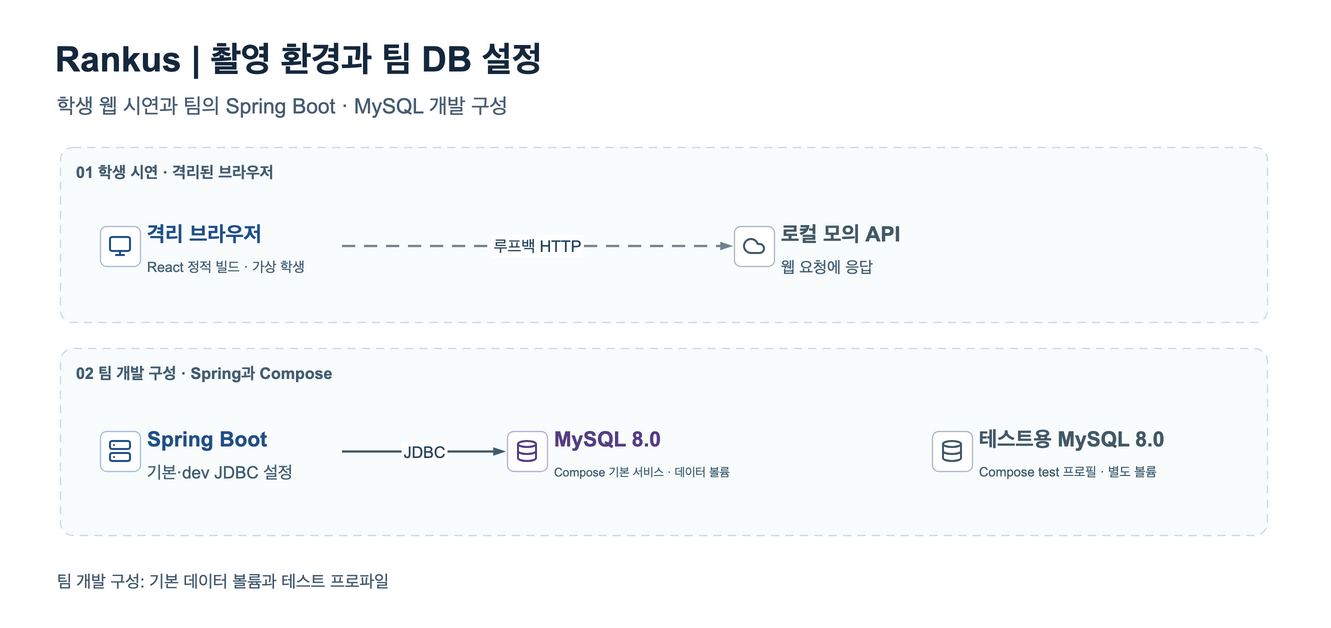 Rankus | 촬영 환경과 팀 DB 설정
학생 웹 시연과 팀의 Spring Boot · MySQL 개발 구성
01 학생 시연 · 격리된 브라우저
격리 브라우저
React 정적 빌드 · 가상 학생
루프백 HTTP
로컬 모의 API
웹 요청에 응답
02 팀 개발 구성 · Spring과 Compose
Spring Boot
기본·dev JDBC 설정
JDBC
MySQL 8.0
Compose 기본 서비스 · 데이터 볼륨
테스트용 MySQL 8.0
Compose test 프로필 · 별도 볼륨
팀 개발 구성: 기본 데이터 볼륨과 테스트 프로파일